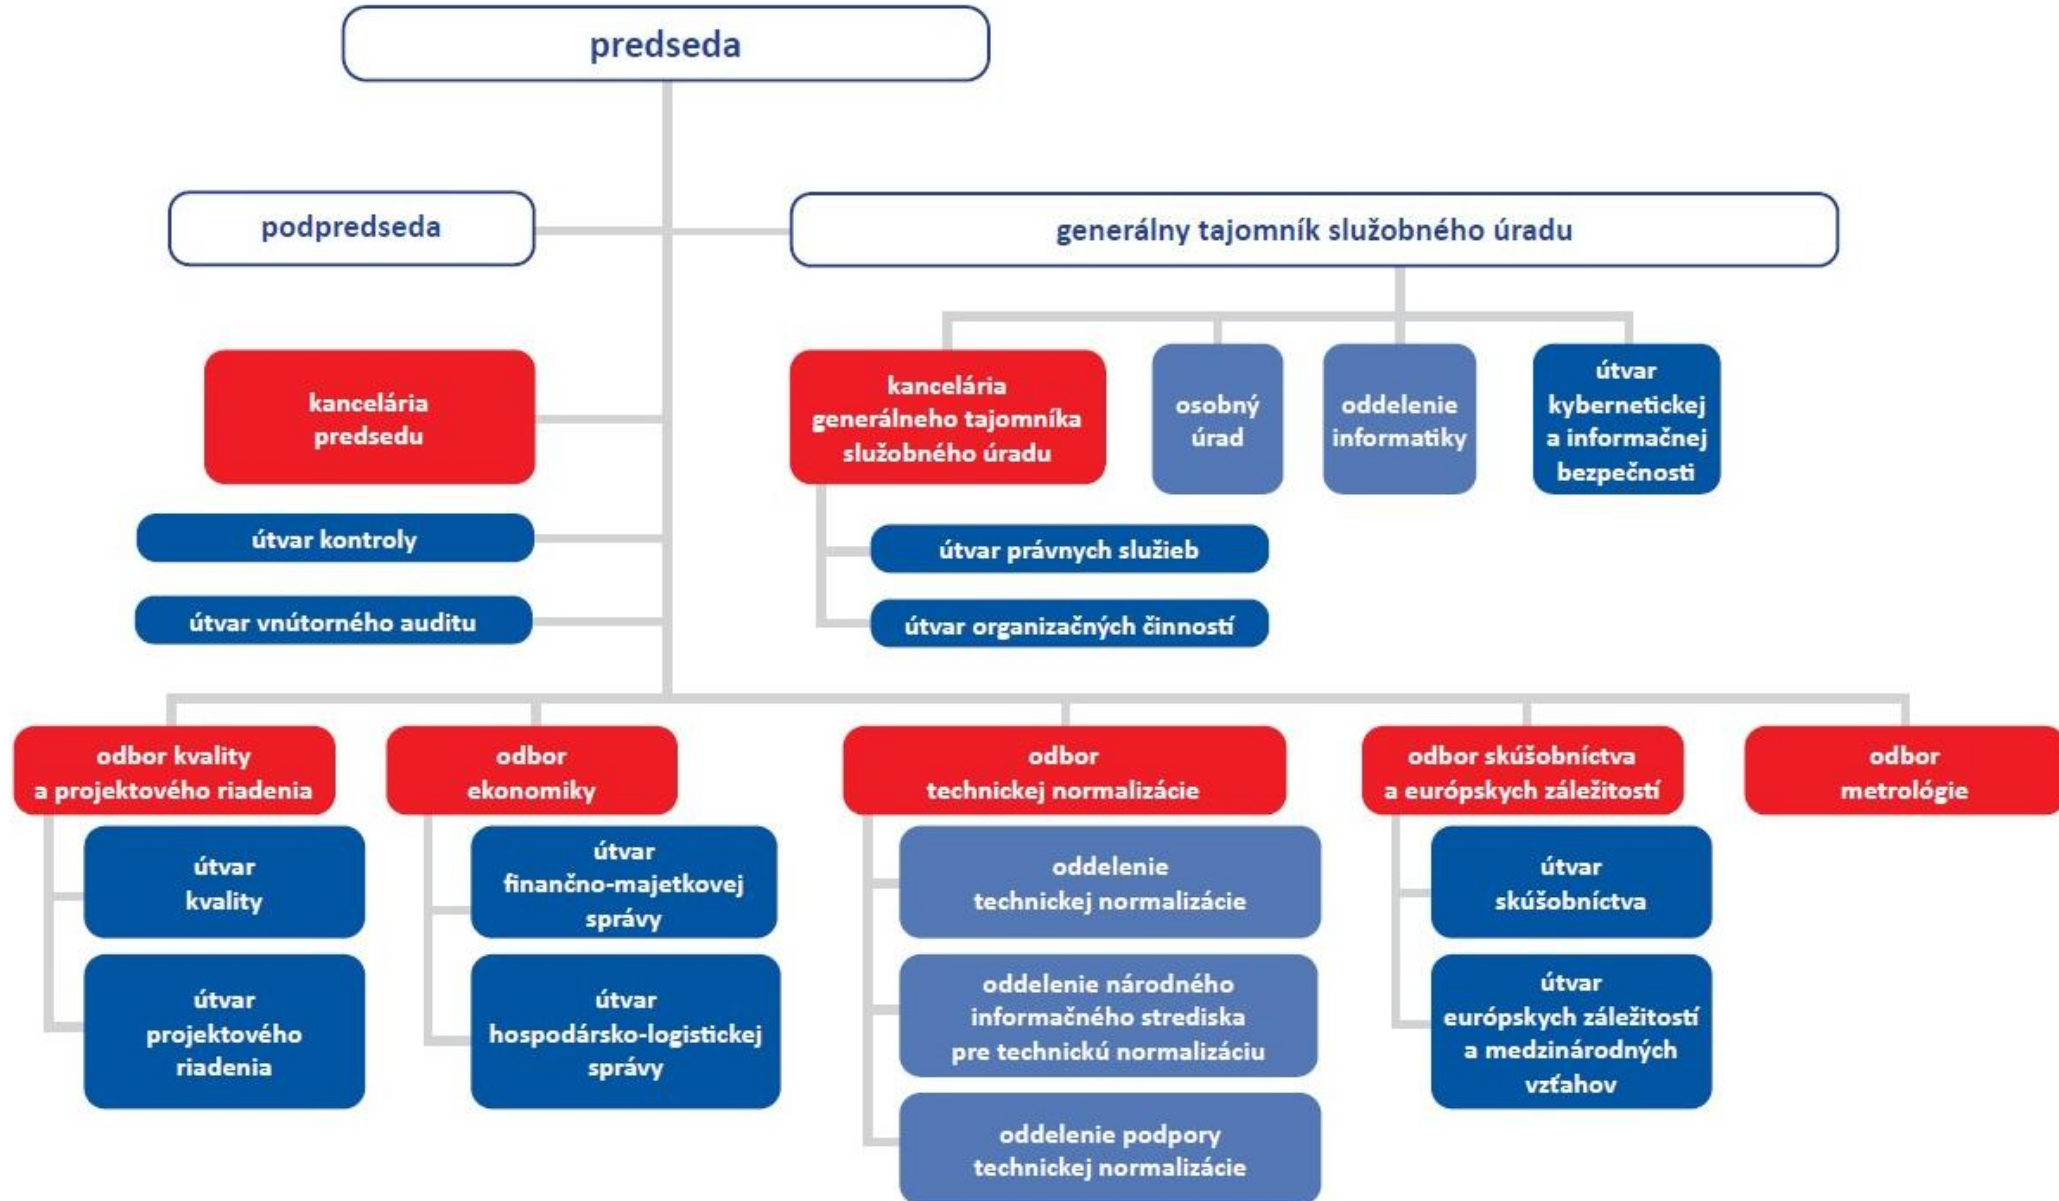 predseda
podpredseda
generálny tajomník služobného úradu
kancelária
predsedu
kancelária
generálneho tajomníka
služobného úradu
osobný
úrad
oddelenie
informatiky
útvar
kybernetickej
a informačnej
bezpečnosti
útvar kontroly
útvar vnútorného auditu
útvar právnych služieb
útvar organizačných činností
odbor kvality
a projektového riadenia
odbor
ekonomiky
odbor
technickej normalizácie
odbor skúšobníctva
a európskych záležitostí
odbor
metrológie
útvar
kvality
útvar
projektového
riadenia
útvar
finančno-majetkovej
správy
útvar
hospodársko-logistickej
správy
oddelenie
technickej normalizácie
oddelenie národného
informačného strediska
pre technickú normalizáciu
oddelenie podpory
technickej normalizácie
útvar
skúšobníctva
útvar
európskych záležitostí
a medzinárodných
vzťahov